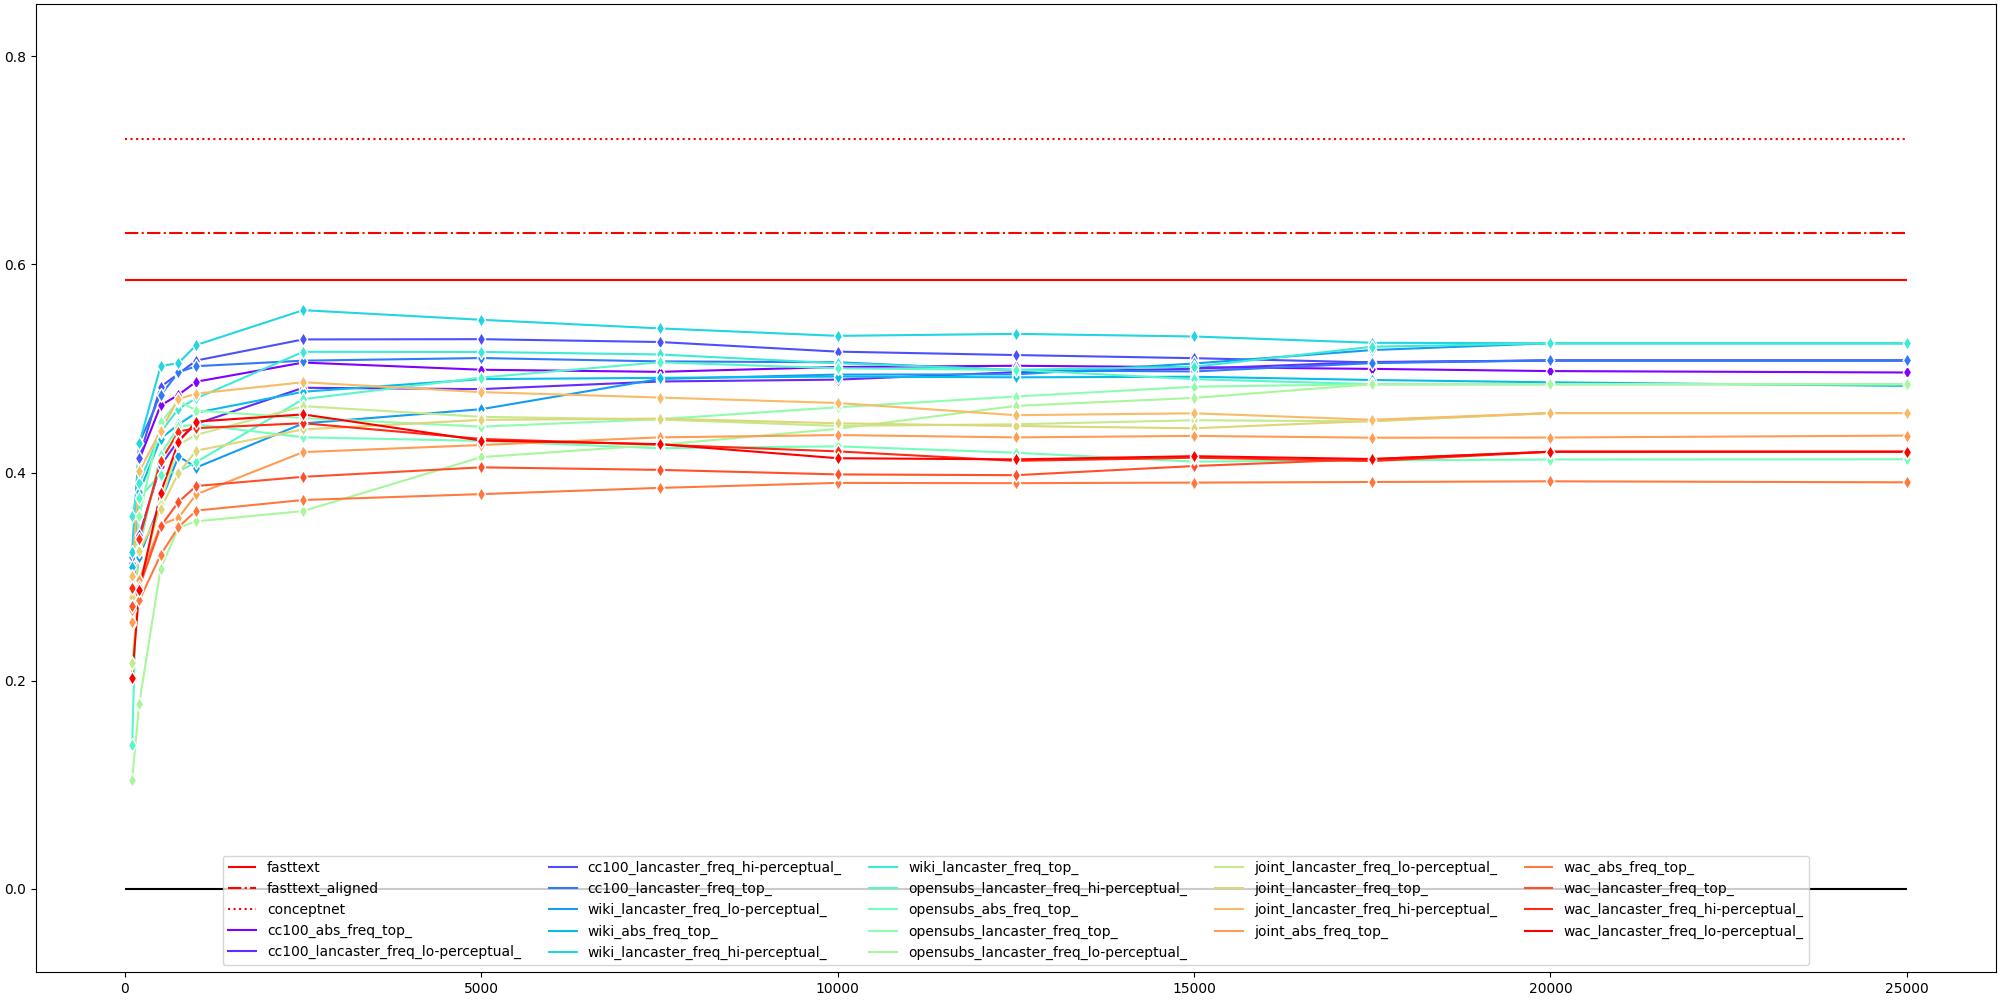 0.8
0.6
0.4
0.2
0.0
fasttext
fasttext_aligned
conceptnet
cc100_abs_freq_top_
cc100_lancaster_freq_lo-perceptual_
cc100_lancaster_freq_hi-perceptual_
cc100_lancaster_freq_top_
wiki_lancaster_freq_lo-perceptual_
wiki_abs_freq_top_
wiki_lancaster_freq_hi-perceptual_
wiki_lancaster_freq_top_
opensubs_lancaster_freq_hi-perceptual_
opensubs_abs_freq_top_
opensubs_lancaster_freq_top_
opensubs_lancaster_freq_lo-perceptual_
joint_lancaster_freq_lo-perceptual_
joint_lancaster_freq_top_
joint_lancaster_freq_hi-perceptual_
joint_abs_freq_top_
wac_abs_freq_top_
wac_lancaster_freq_top_
wac_lancaster_freq_hi-perceptual_
wac_lancaster_freq_lo-perceptual_
0 5000 10000 15000 20000 25000